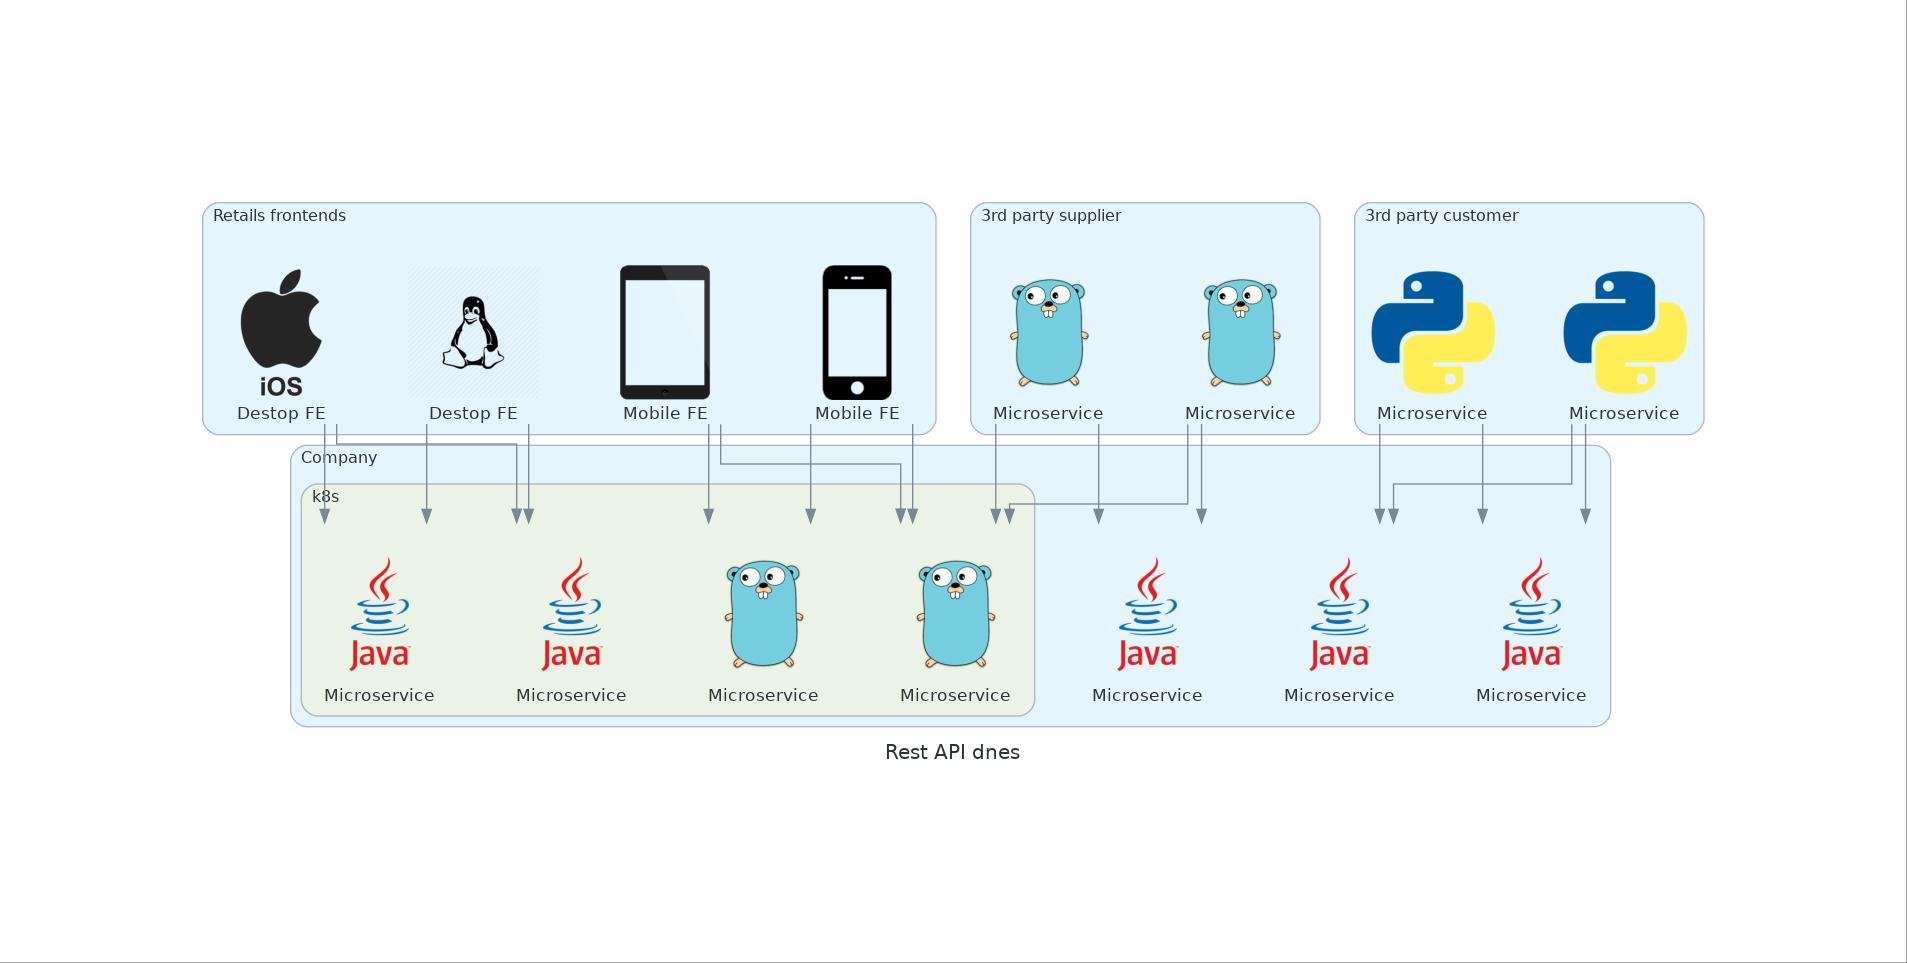 Retails frontends
3rd party supplier
3rd party customer
iOS
Destop FE
Destop FE
Mobile FE
Mobile FE
Microservice
Microservice
Microservice
Microservice
Company
k8s
Java
Java
Java
Java
Java
Microservice
Microservice
Microservice
Microservice
Microservice
Microservice
Microservice
Rest API dnes